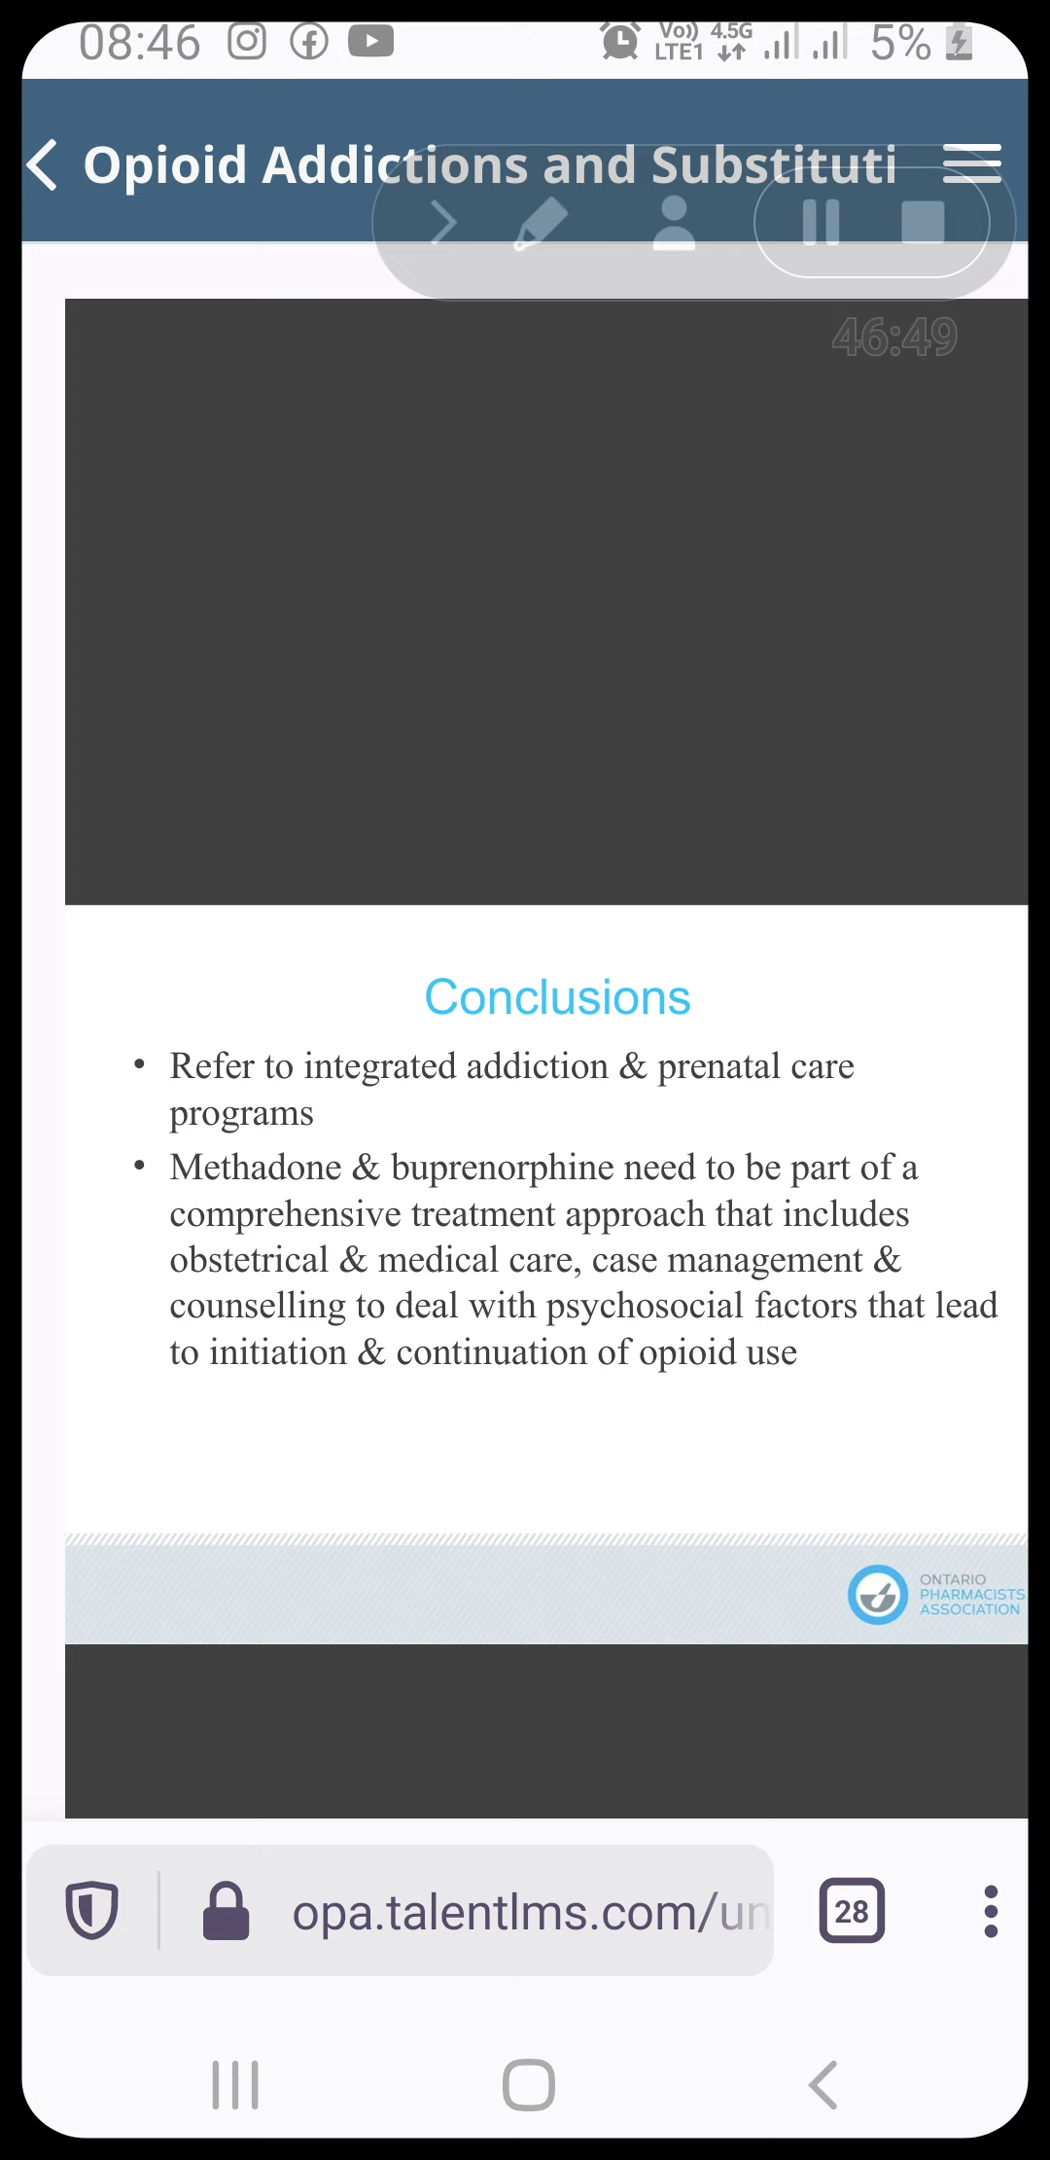 08:46 Vo)) LTE1 4.5G 5%
Opioid Addictions and Substituti
46:49
Conclusions
• Refer to integrated addiction & prenatal care
programs
• Methadone & buprenorphine need to be part of a
comprehensive treatment approach that includes
obstetrical & medical care, case management &
counselling to deal with psychosocial factors that lead
to initiation & continuation of opioid use
ONTARIO
PHARMACISTS
ASSOCIATION
opa.talentlms.com/un
28